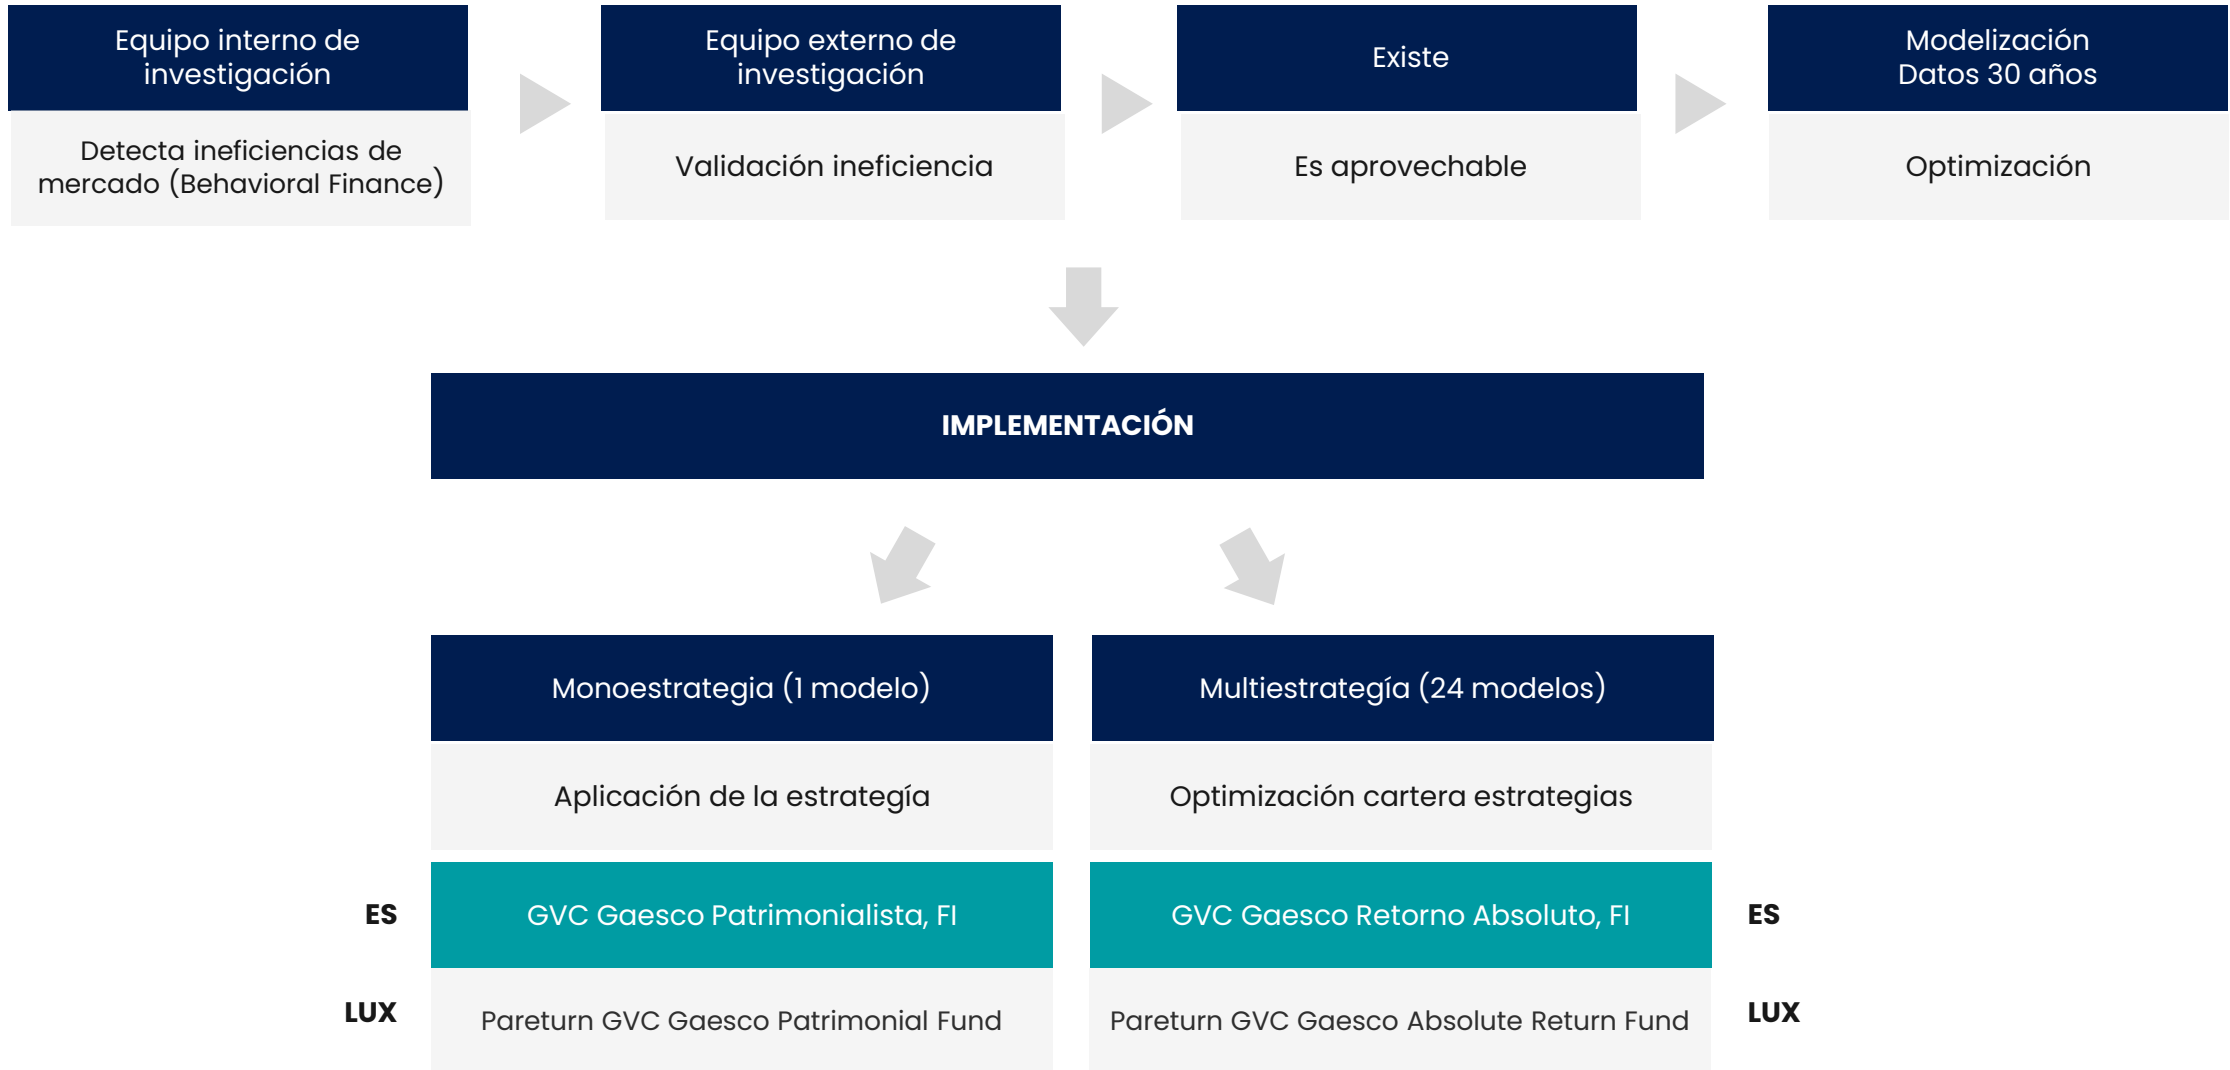 Equipo interno de
investigación
Detecta ineficiencias de
mercado (Behavioral Finance)
Equipo externo de
investigación
Validación ineficiencia
Existe
Es aprovechable
Modelización
Datos 30 años
Optimización
IMPLEMENTACIÓN
Monoestrategia (1 modelo)
Aplicación de la estrategía
Multiestrategía (24 modelos)
Optimización cartera estrategias
ES
GVC Gaesco Patrimonialista, FI
GVC Gaesco Retorno Absoluto, FI
ES
LUX
Pareturn GVC Gaesco Patrimonial Fund
Pareturn GVC Gaesco Absolute Return Fund
LUX